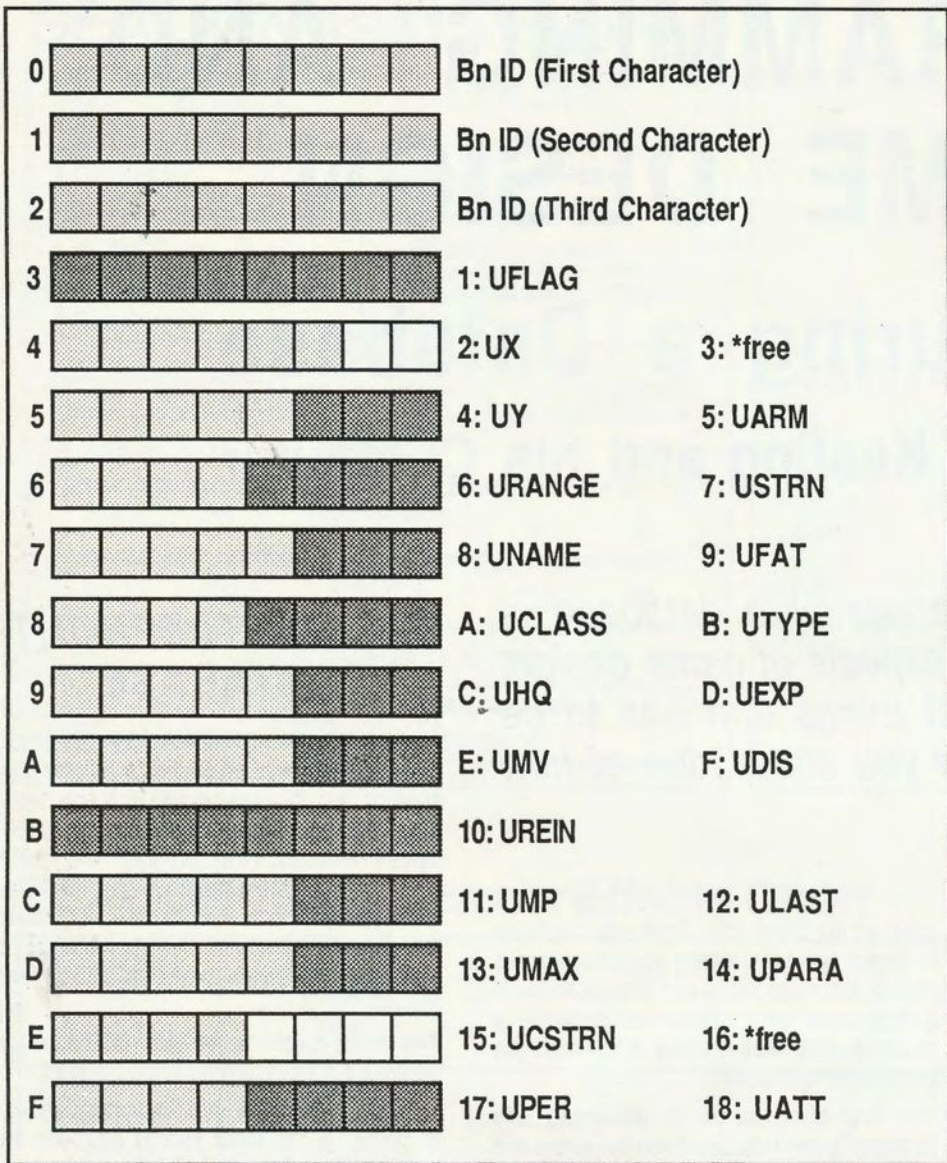 0 Bn ID (First Character)
1 Bn ID (Second Character)
2 Bn ID (Third Character)
3 1: UFLAG
4 2: UX 3: *free
5 4: UY 5: UARM
6 6: URANGE 7: USTRN
7 8: UNAME 9: UFAT
8 A: UCLASS B: UTYPE
9 C: UHQ D: UEXP
A E: UMV F: UDIS
B 10: UREIN
C 11: UMP 12: ULAST
D 13: UMAX 14: UPARA
E 15: UCSTRN 16: *free
F 17: UPER 18: UATT